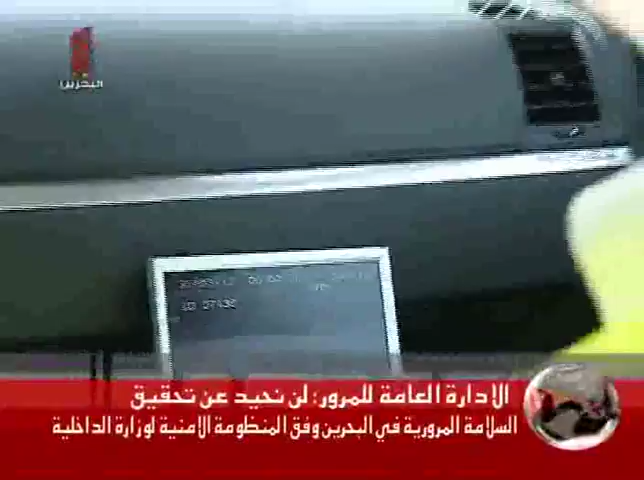 البحرين
الادارة العامة للمرور: لن نحيد عن تحقيق
السلامة المرورية في البحرين وفق المنظومة الامنية لوزارة الداخلية